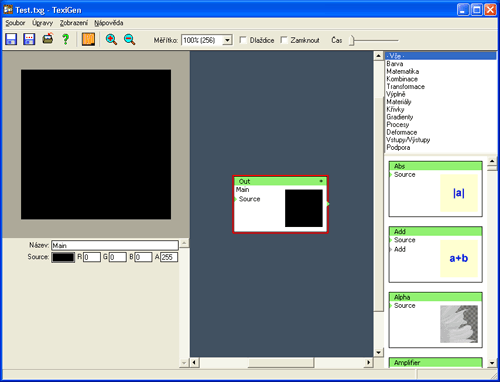 Test.txg - TexiGen
Soubor Úpravy Zobrazení Nápověda
Měřítko: 100% (256) Dlaždice Zamknout Čas
- Vše -
Barva
Matematika
Kombinace
Transformace
Výplně
Materiály
Křivky
Gradienty
Procesy
Deformace
Vstupy/Výstupy
Podpora
Out
Main
Source
Abs
Source
|a|
Add
Source
Add
a+b
Alpha
Source
Amplifier
Název: Main
Source: R 0 G 0 B 0 A 255